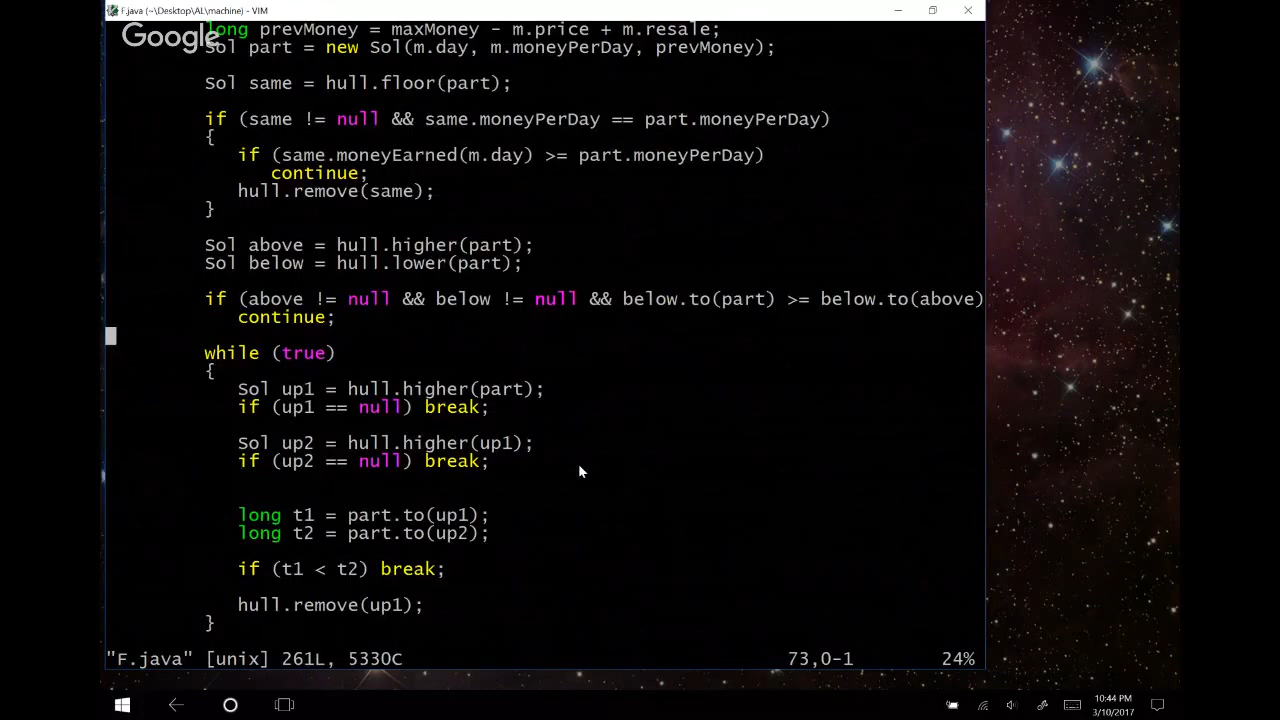 F.java (~\Desktop\AL\machine) - VIM
Google
long prevMoney = maxMoney - m.price + m.resale;
Sol part = new Sol(m.day, m.moneyPerDay, prevMoney);
Sol same = hull.floor(part);
if (same != null && same.moneyPerDay == part.moneyPerDay)
{
if (same.moneyEarned(m.day) >= part.moneyPerDay)
continue;
hull.remove(same);
}
Sol above = hull.higher(part);
Sol below = hull.lower(part);
if (above != null && below != null && below.to(part) >= below.to(above)
continue;
while (true)
{
Sol up1 = hull.higher(part);
if (up1 == null) break;
Sol up2 = hull.higher(up1);
if (up2 == null) break;
long t1 = part.to(up1);
long t2 = part.to(up2);
if (t1 < t2) break;
hull.remove(up1);
}
"F.java" [unix] 261L, 5330C 73,0-1 24%
10:44 PM
3/10/2017